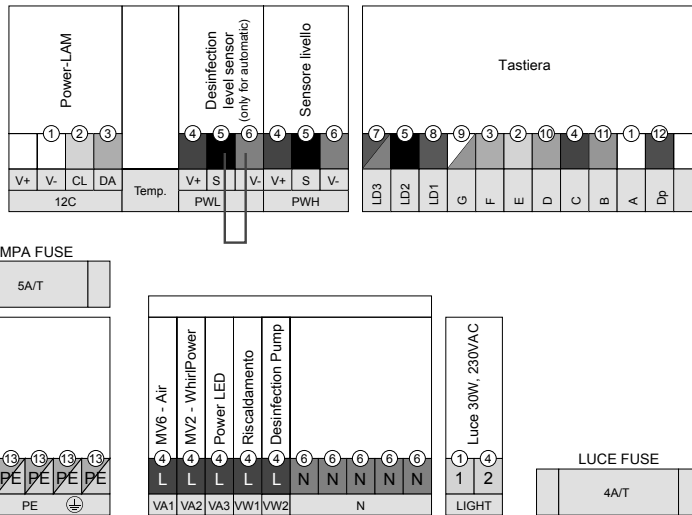 Power-LAM
Desinfection
level sensor
(only for automatic)
Sensore livello
Tastiera
1 2 3 4 5 6 4 5 6 7 5 8 9 3 2 10 4 11 1 12
V+ V- CL DA Temp. V+ S V- V+ S V- LD3 LD2 LD1 G F E D C B A Dp
12C PWL PWH
MPA FUSE
5A/T
MV6 - Air
MV2 - WhirlPower
Power LED
Riscaldamento
Desinfection Pump
Luce 30W, 230VAC
13 13 13 13 4 4 4 4 4 6 6 6 6 6 1 4
PE PE PE PE L L L L L N N N N N 1 2
PE VA1 VA2 VA3 VW1 VW2 N LIGHT
LUCE FUSE
4A/T